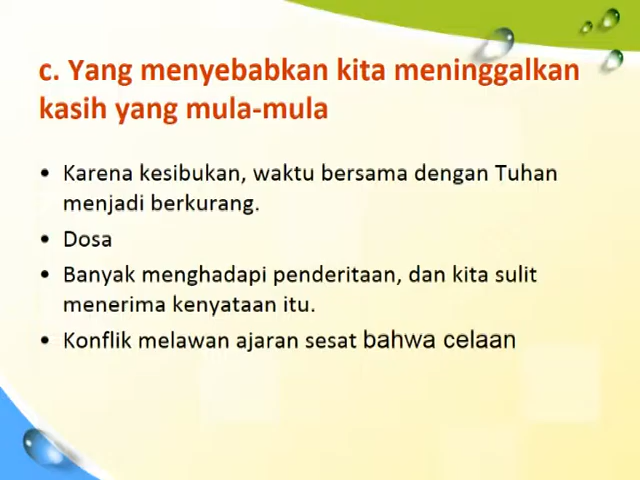 c. Yang menyebabkan kita meninggalkan
kasih yang mula-mula
• Karena kesibukan, waktu bersama dengan Tuhan
menjadi berkurang.
• Dosa
• Banyak menghadapi penderitaan, dan kita sulit
menerima kenyataan itu.
• Konflik melawan ajaran sesat bahwa celaan